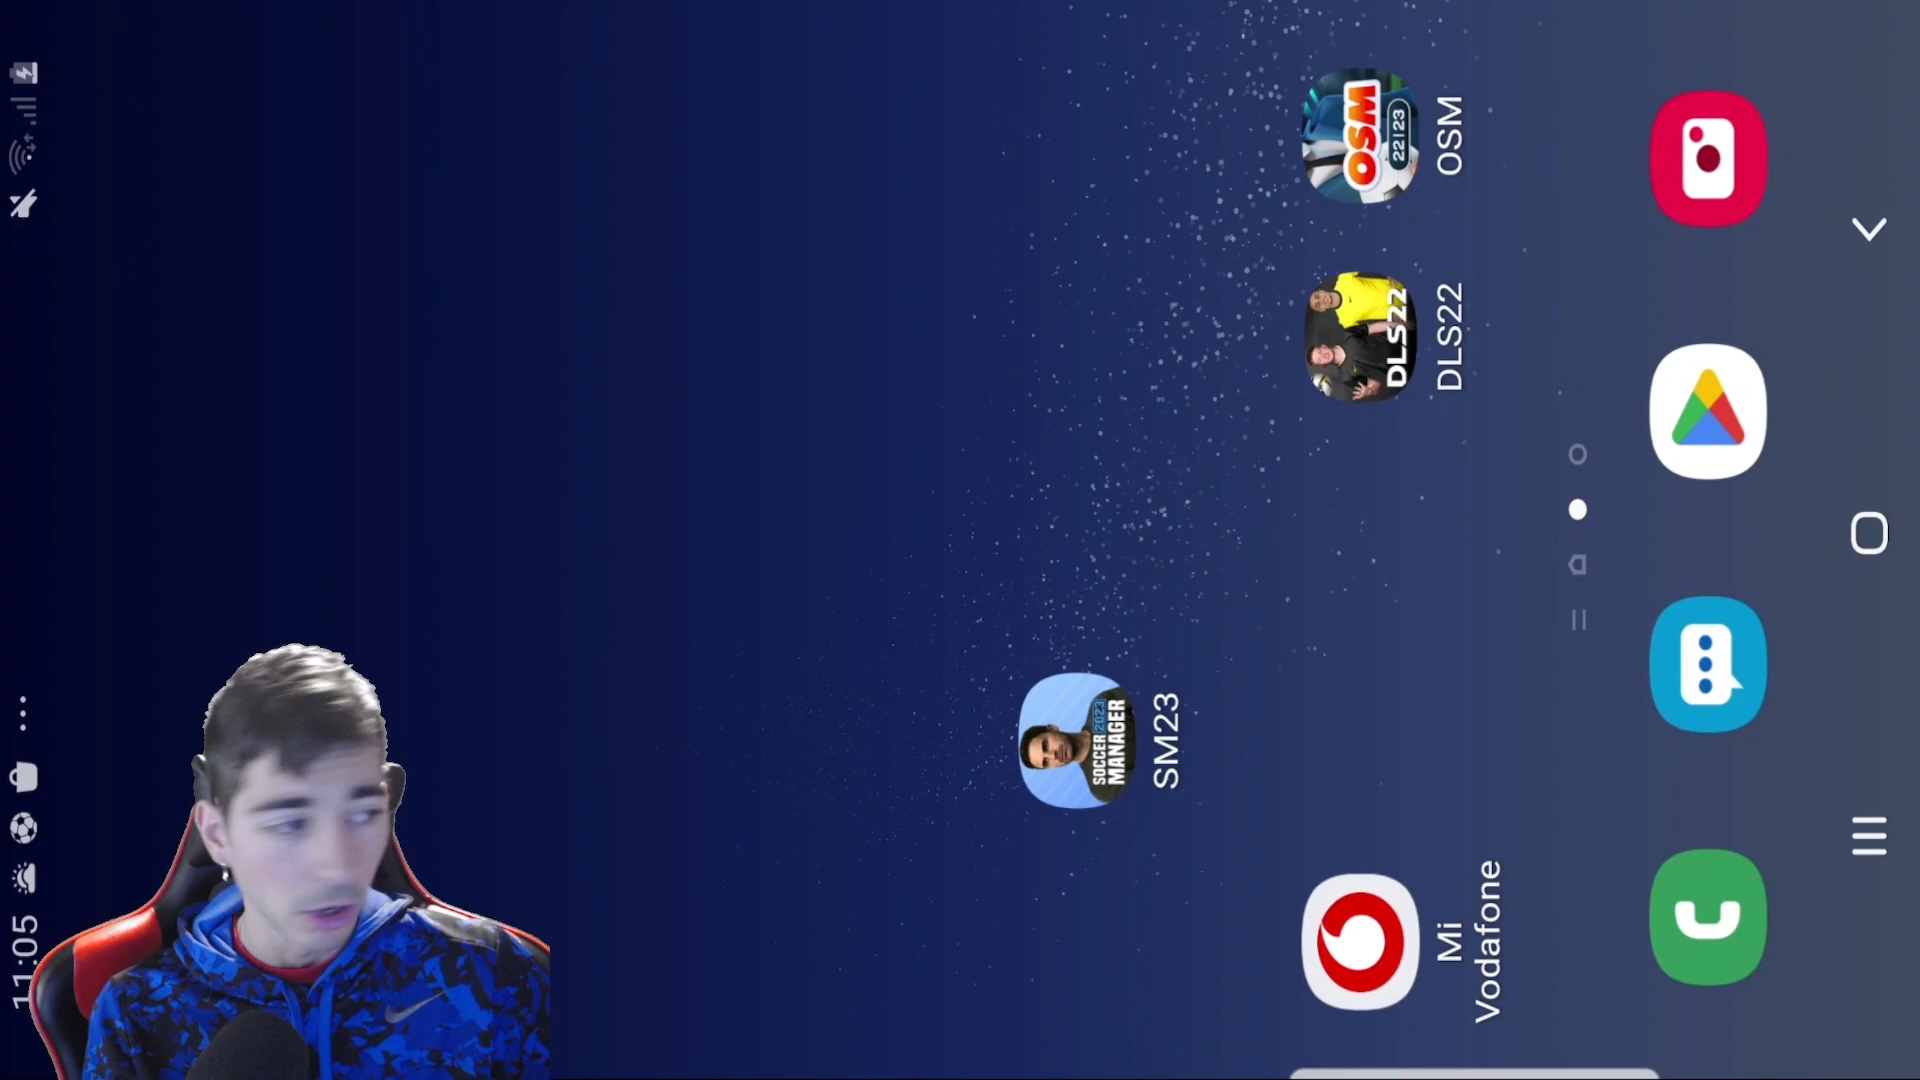 11:05
SOCCER 2023
MANAGER
SM23
Mi
Vodafone
DLS22
DLS22
OSM
22|23
OSM